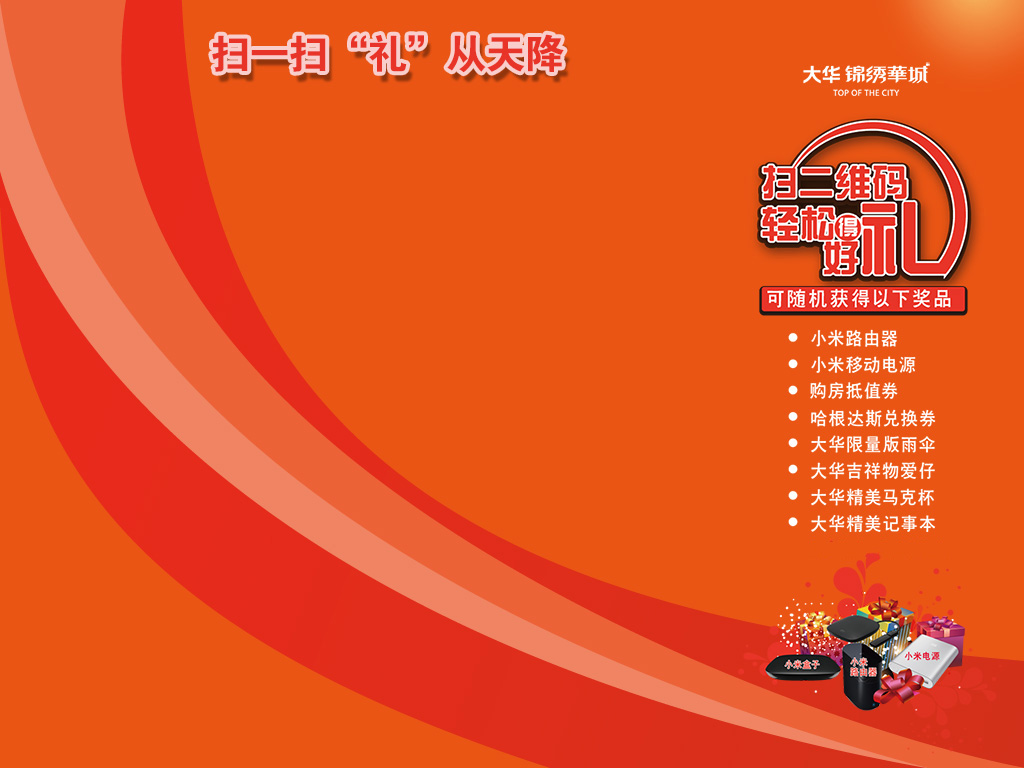 扫一扫“礼”从天降
大华 锦绣華城
TOP OF THE CITY
扫二维码
轻松得
好礼
可随机获得以下奖品
● 小米路由器
● 小米移动电源
● 购房抵值券
● 哈根达斯兑换券
● 大华限量版雨伞
● 大华吉祥物爱仔
● 大华精美马克杯
● 大华精美记事本
小米盒子
小米
路由器
小米电源